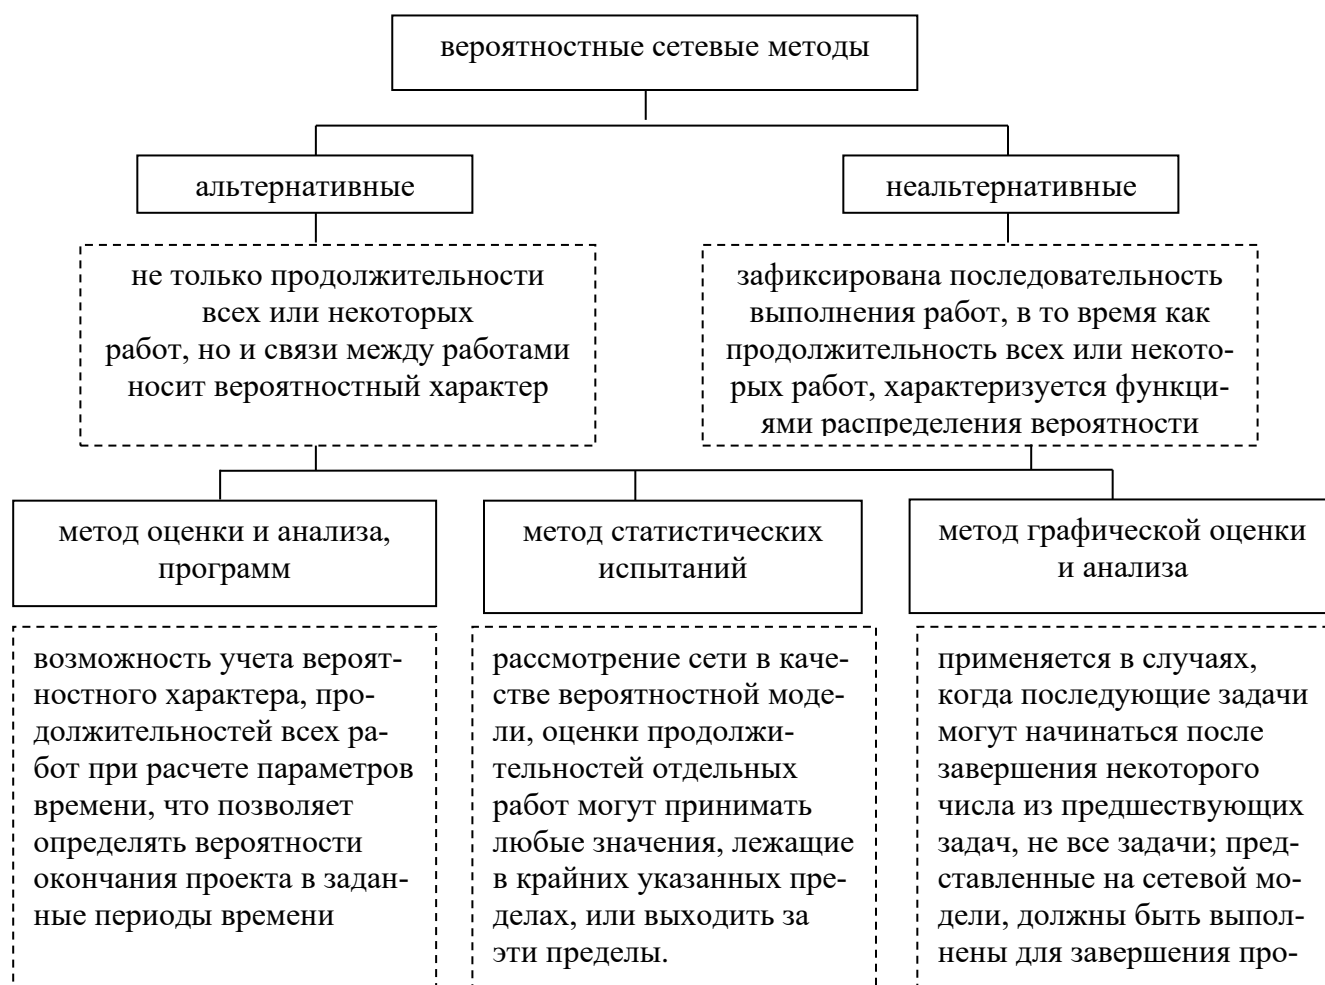 вероятностные сетевые методы
альтернативные
неальтернативные
не только продолжительности
всех или некоторых
работ, но и связи между работами
носит вероятностный характер
зафиксирована последовательность
выполнения работ, в то время как
продолжительность всех или некото-
рых работ, характеризуется функци-
ями распределения вероятности
метод оценки и анализа,
программ
метод статистических
испытаний
метод графической оценки
и анализа
возможность учета вероят-
ностного характера, про-
должительностей всех ра-
бот при расчете параметров
времени, что позволяет
определять вероятности
окончания проекта в задан-
ные периоды времени
рассмотрение сети в каче-
стве вероятностной моде-
ли, оценки продолжи-
тельностей отдельных
работ могут принимать
любые значения, лежащие
в крайних указанных пре-
делах, или выходить за
эти пределы.
применяется в случаях,
когда последующие задачи
могут начинаться после
завершения некоторого
числа из предшествующих
задач, не все задачи; пред-
ставленные на сетевой мо-
дели, должны быть выпол-
нены для завершения про-